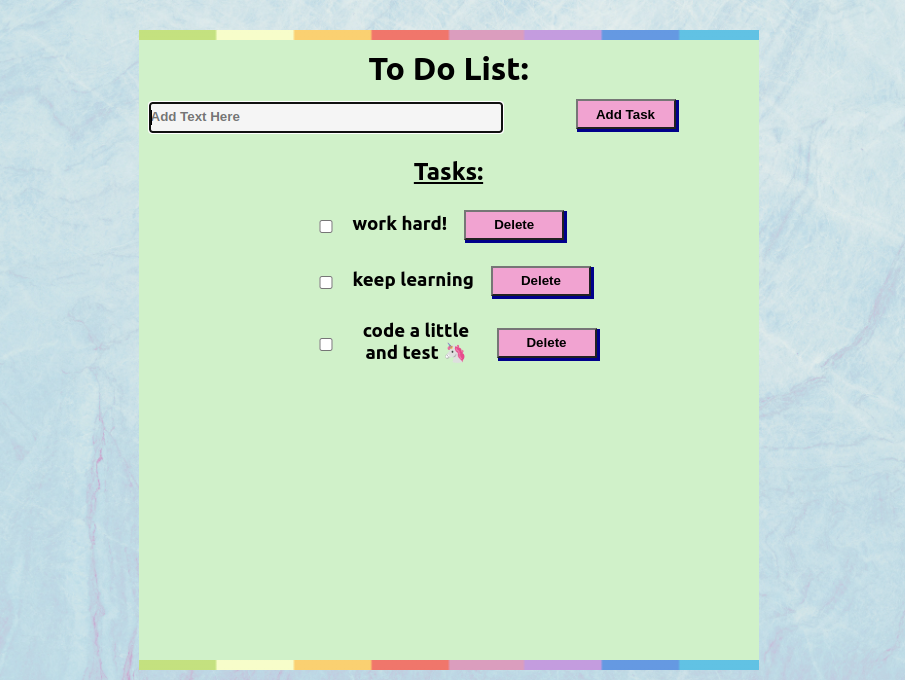 To Do List:
Add Text Here
Add Task
Tasks:
work hard!
Delete
keep learning
Delete
code a little
and test 🦄
Delete